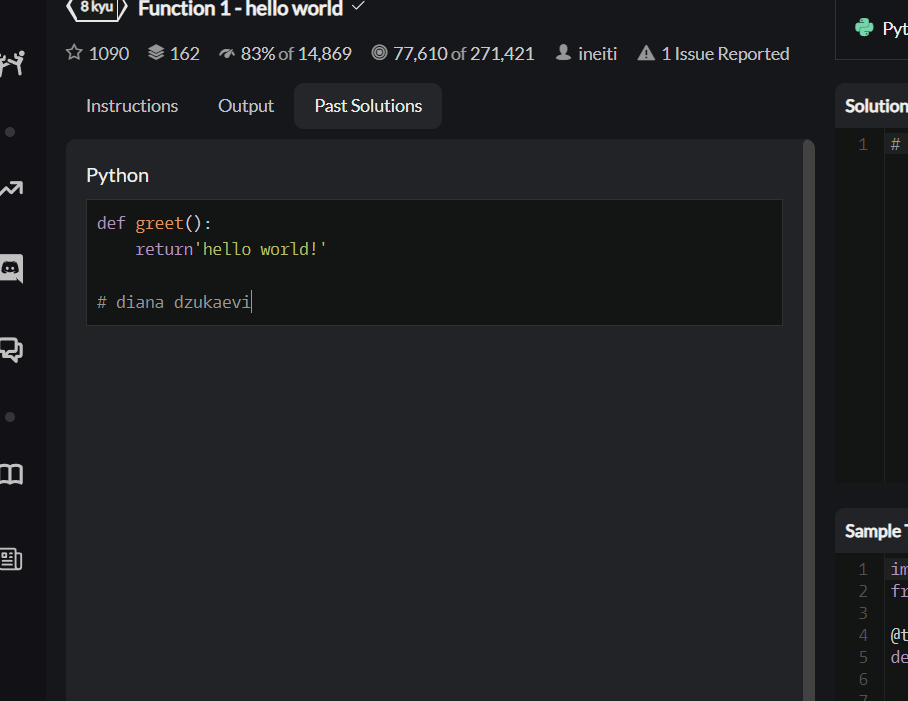 8 kyu Function 1 - hello world
1090 162 83% of 14,869 77,610 of 271,421 ineiti 1 Issue Reported
Instructions Output Past Solutions
Python
def greet():
    return'hello world!'
# diana dzukaevi
Pyt
Solution
1 #
Sample T
1 im
2 fr
3
4 @t
5 de
6
7